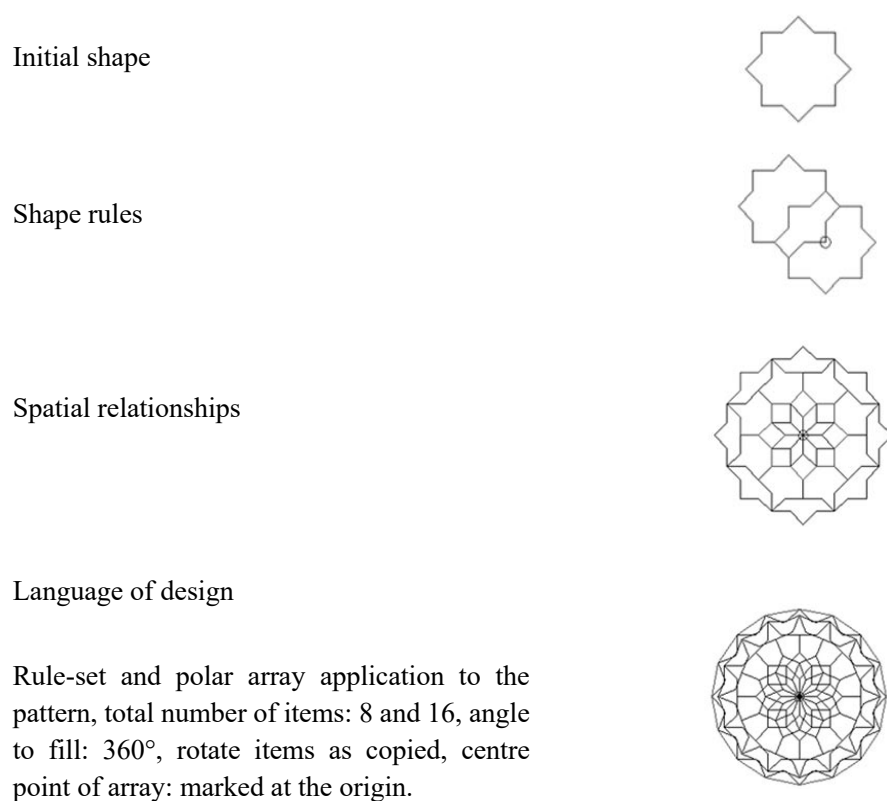 Initial shape
Shape rules
Spatial relationships
Language of design
Rule-set and polar array application to the
pattern, total number of items: 8 and 16, angle
to fill: 360°, rotate items as copied, centre
point of array: marked at the origin.